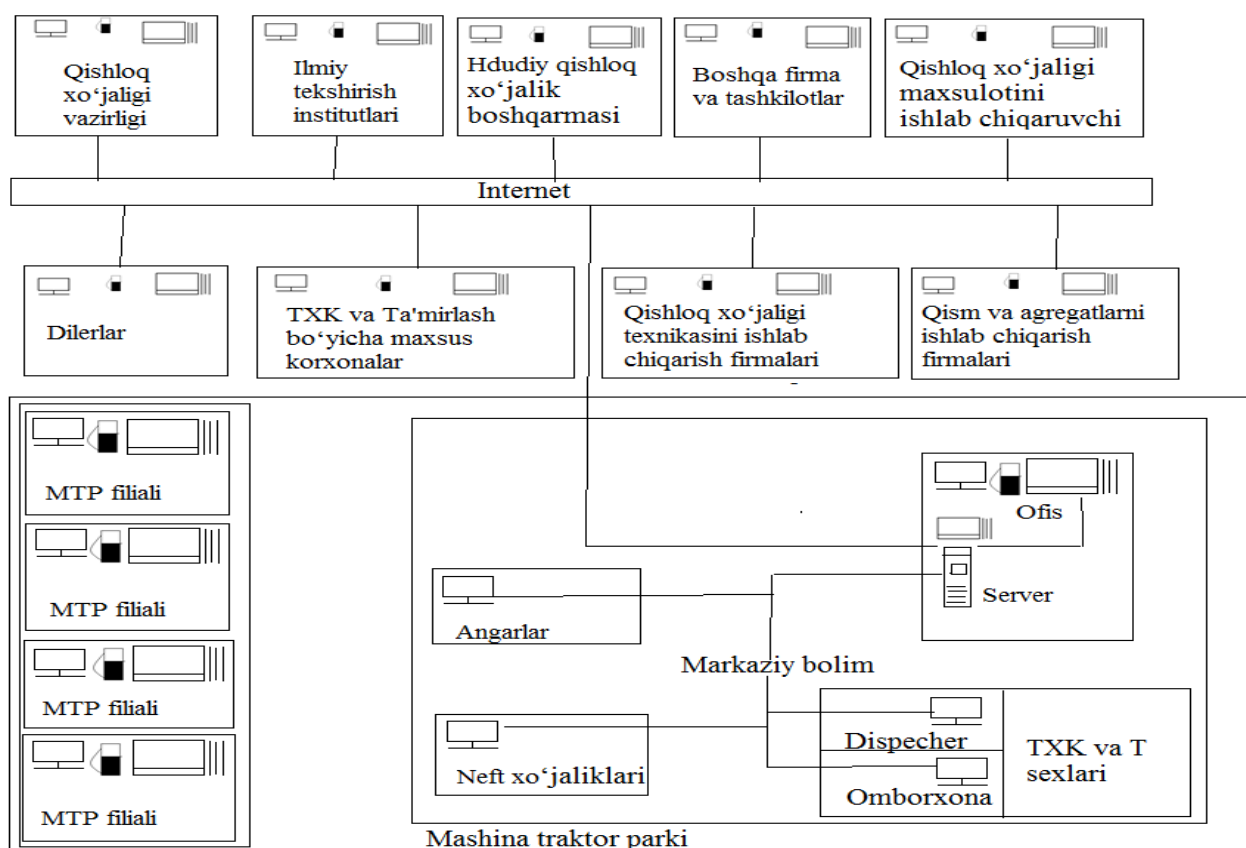 Qishloq
xo‘jaligi
vazirligi
Ilmiy
tekshirish
institutlari
Hdudiy qishloq
xo‘jalik
boshqarmasi
Boshqa firma
va tashkilotlar
Qishloq xo‘jaligi
maxsulotini
ishlab chiqaruvchi
Internet
Dilerlar
TXK va Ta'mirlash
bo‘yicha maxsus
korxonalar
Qishloq xo‘jaligi
texnikasini ishlab
chiqarish firmalari
Qism va agregatlarni
ishlab chiqarish
firmalari
MTP filiali
MTP filiali
MTP filiali
MTP filiali
Ofis
Server
Angarlar
Markaziy bolim
Neft xo‘jaliklari
Dispecher
Omborxona
TXK va T
sexlari
Mashina traktor parki